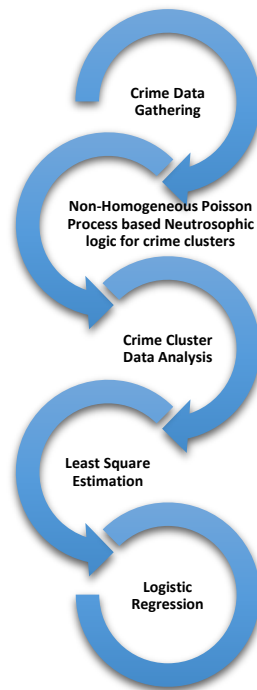 Crime Data
Gathering
Non-Homogeneous Poisson
Process based Neutrosophic
logic for crime clusters
Crime Cluster
Data Analysis
Least Square
Estimation
Logistic
Regression